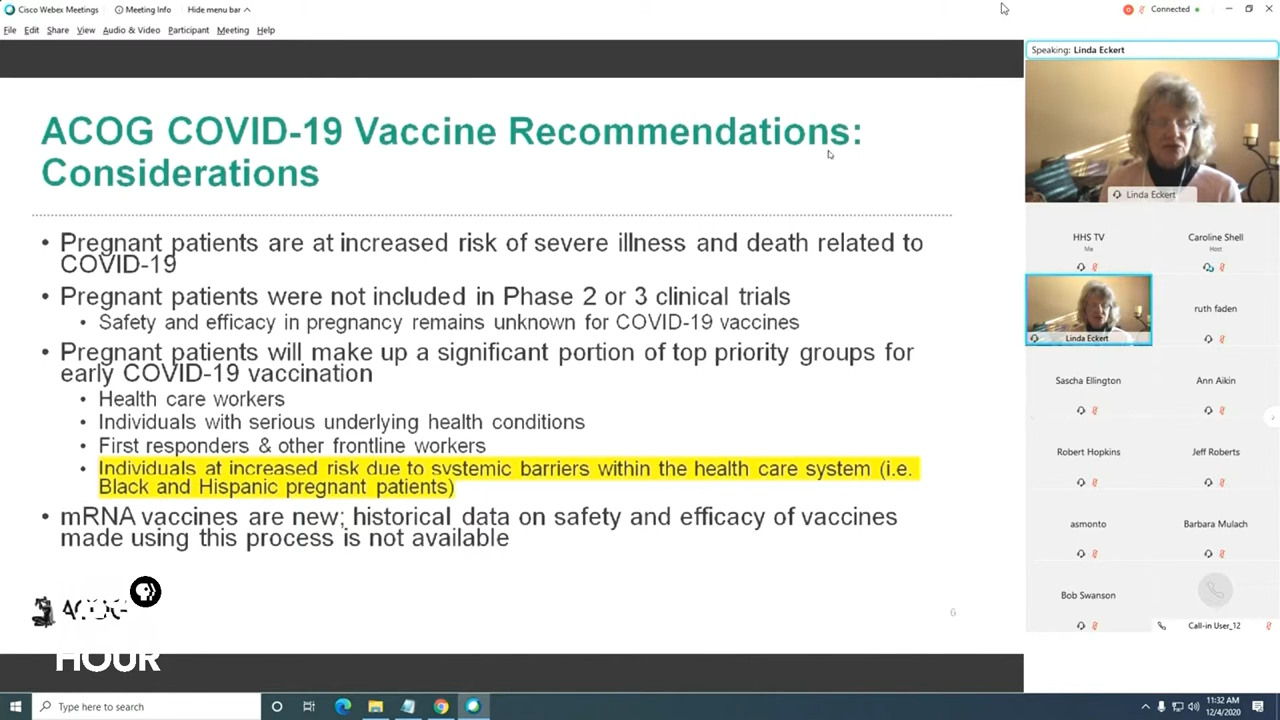 Cisco Webex Meetings
Meeting Info
Hide menu bar
Connected
File Edit Share View Audio & Video Participant Meeting Help
ACOG COVID-19 Vaccine Recommendations:
Considerations
• Pregnant patients are at increased risk of severe illness and death related to
COVID-19
• Pregnant patients were not included in Phase 2 or 3 clinical trials
• Safety and efficacy in pregnancy remains unknown for COVID-19 vaccines
• Pregnant patients will make up a significant portion of top priority groups for
early COVID-19 vaccination
• Health care workers
• Individuals with serious underlying health conditions
• First responders & other frontline workers
• Individuals at increased risk due to systemic barriers within the health care system (i.e.
Black and Hispanic pregnant patients)
• mRNA vaccines are new; historical data on safety and efficacy of vaccines
made using this process is not available
ACOG
HOUR
6
Speaking: Linda Eckert
Linda Eckert
HHS TV
Me
Caroline Shell
Host
Linda Eckert
ruth faden
Sascha Ellington
Ann Aikin
Robert Hopkins
Jeff Roberts
asmonto
Barbara Mulach
Bob Swanson
Call-in User_12
Type here to search
11:32 AM
12/4/2020